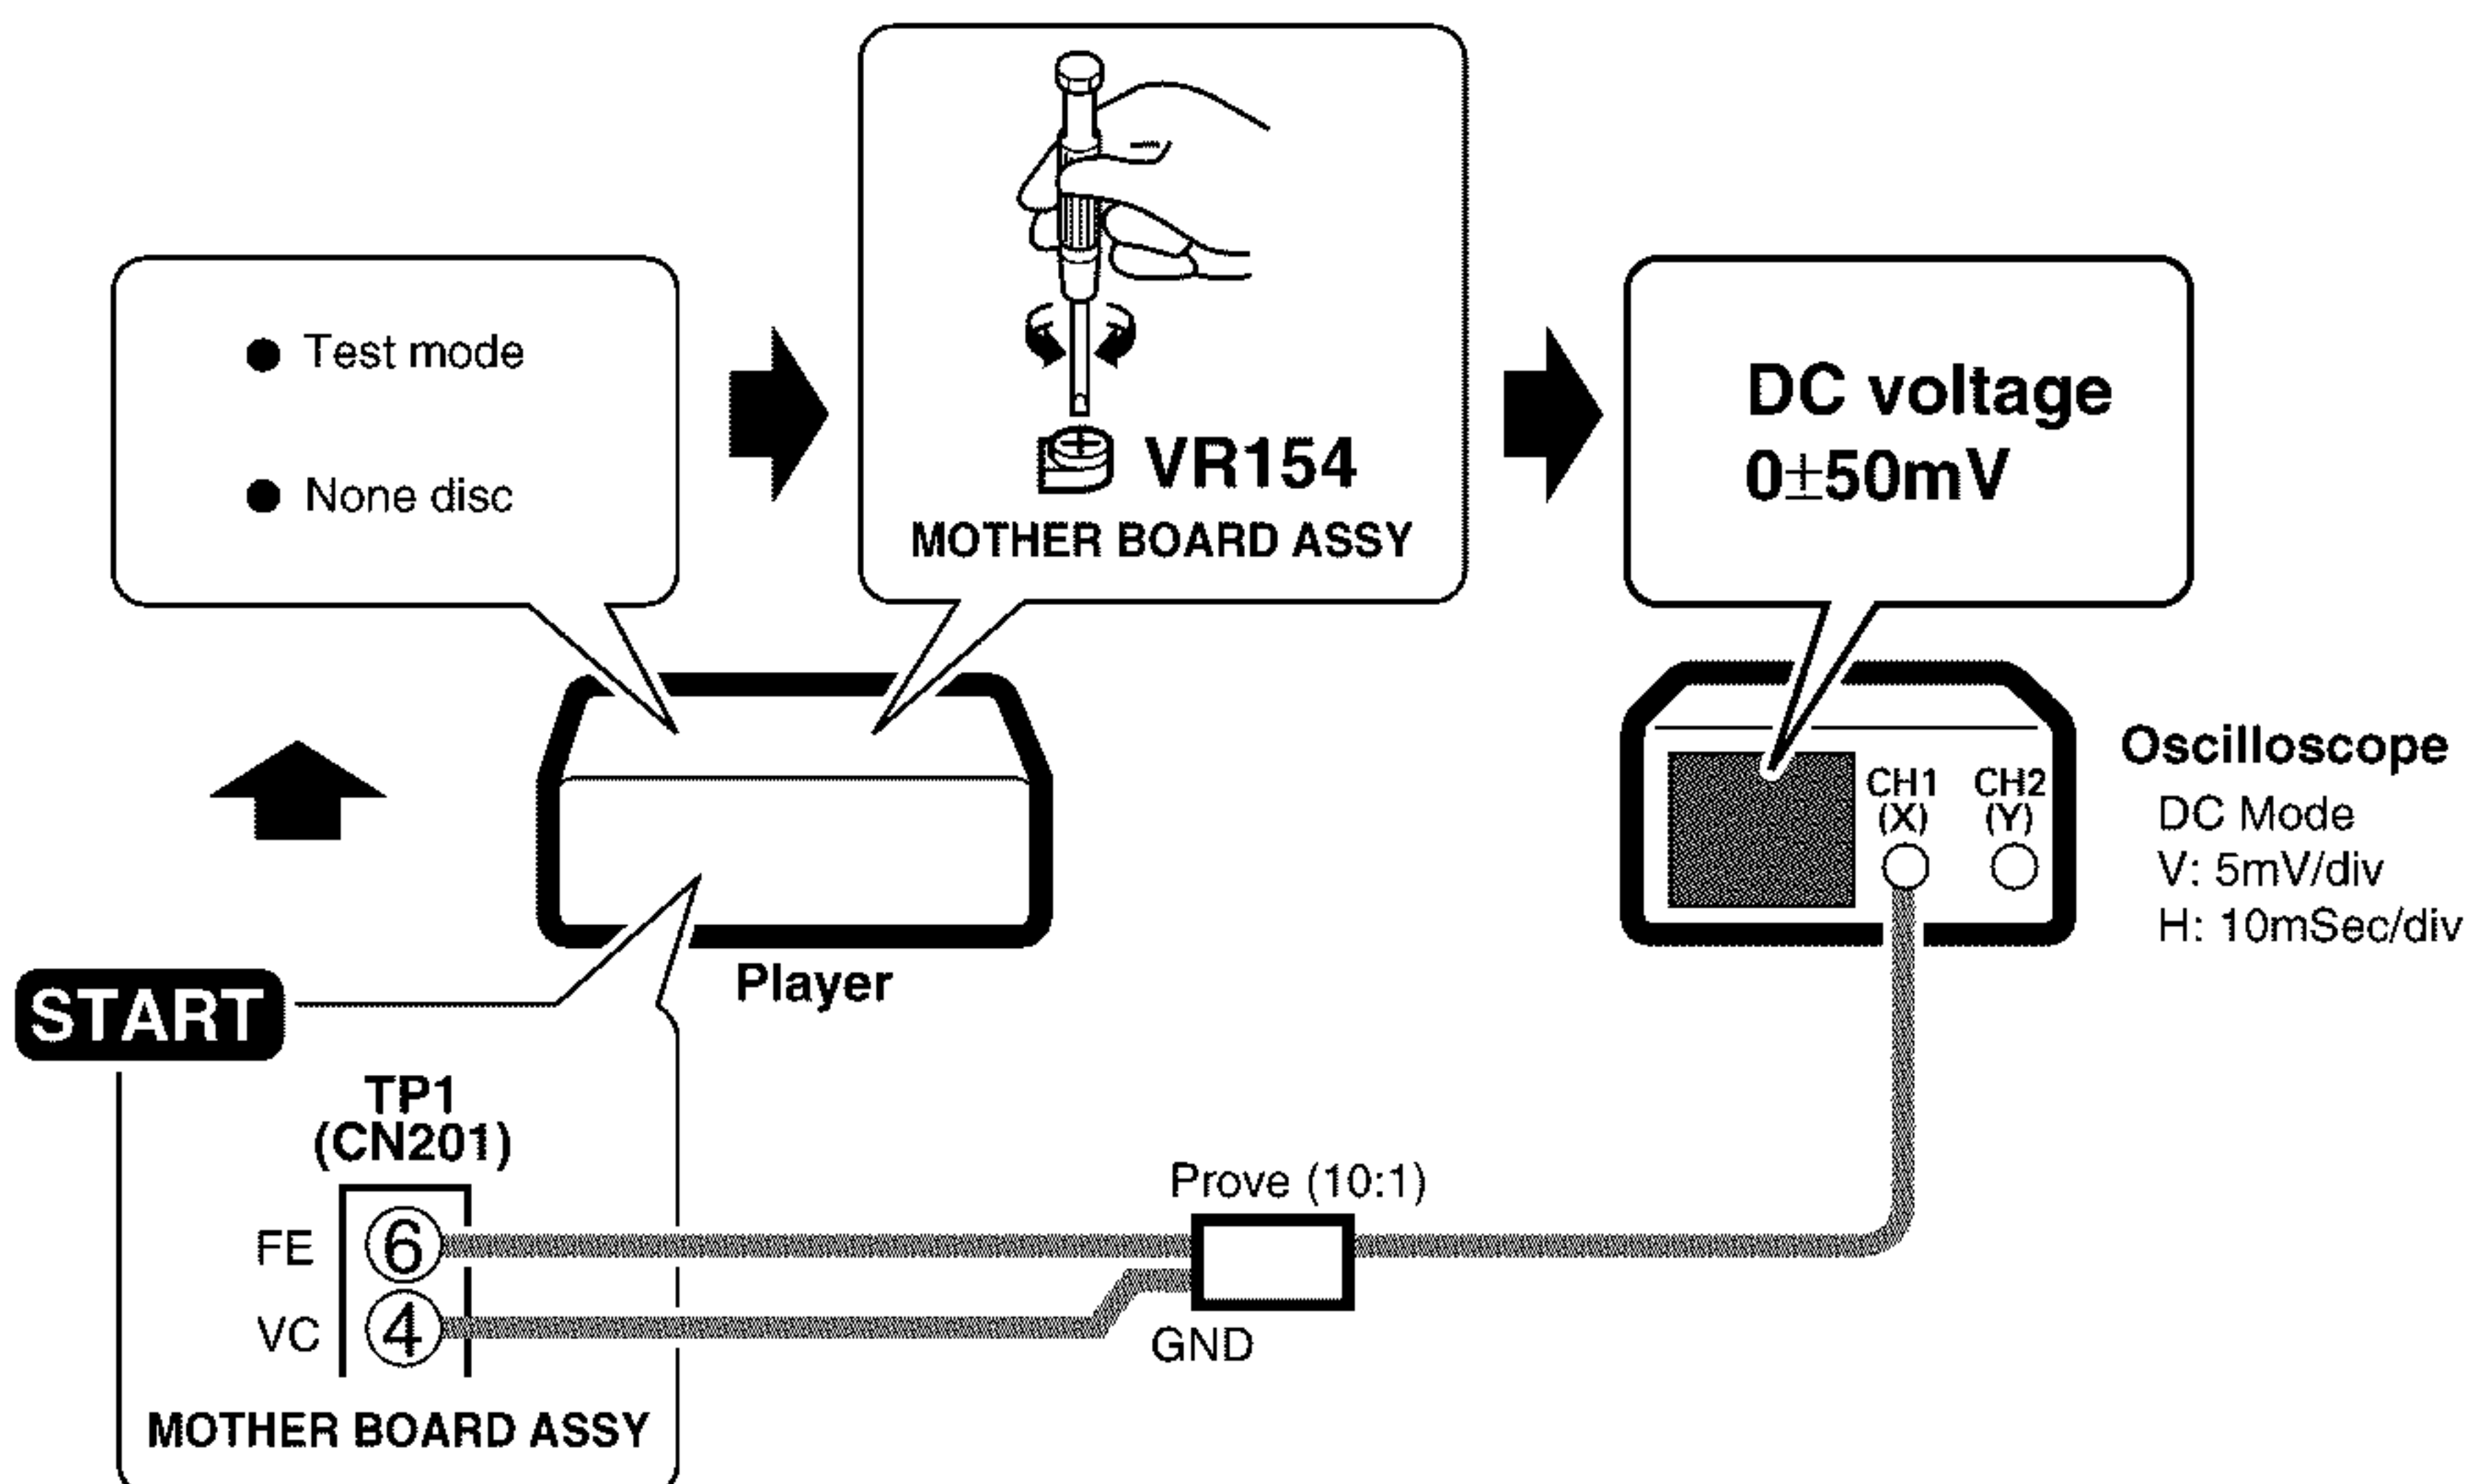 ● Test mode
● None disc
VR154
MOTHER BOARD ASSY
DC voltage
0±50mV
Player
CH1
(X)
CH2
(Y)
Oscilloscope
DC Mode
V: 5mV/div
H: 10mSec/div
START
TP1
(CN201)
FE ⑥
VC ④
MOTHER BOARD ASSY
Prove (10:1)
GND